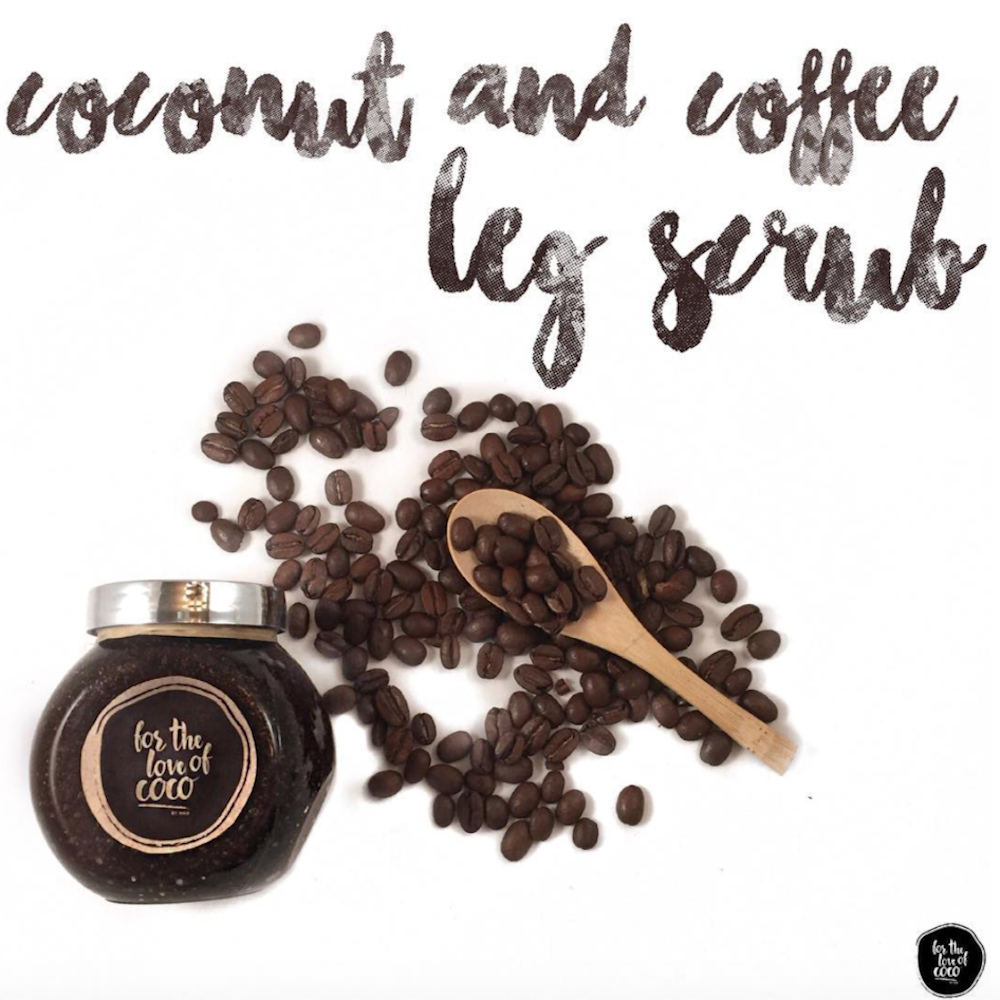 coconut and coffee
leg scrub
for the
love of
coco
for the
love of
coco